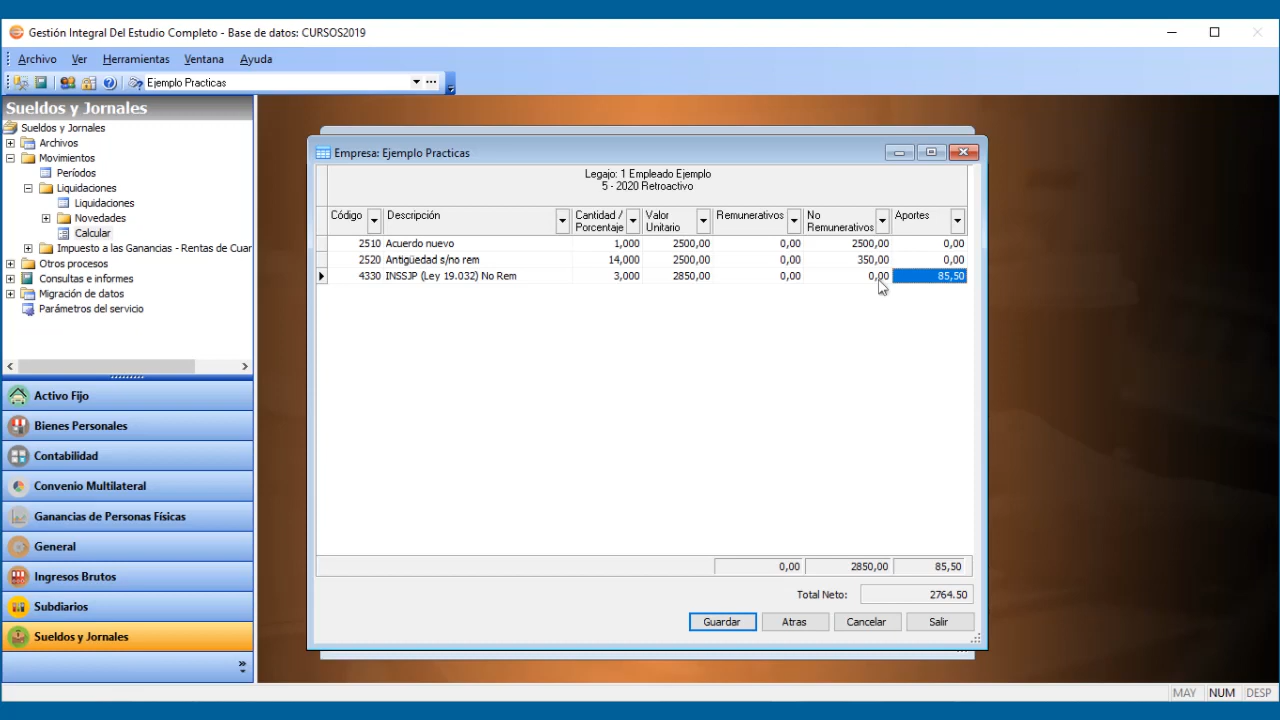 Gestión Integral Del Estudio Completo - Base de datos: CURSOS2019
Archivo Ver Herramientas Ventana Ayuda
Ejemplo Practicas
Sueldos y Jornales
Sueldos y Jornales
Archivos
Movimientos
Períodos
Liquidaciones
Liquidaciones
Novedades
Calcular
Impuesto a las Ganancias - Rentas de Cuar
Otros procesos
Consultas e informes
Migración de datos
Parámetros del servicio
Activo Fijo
Bienes Personales
Contabilidad
Convenio Multilateral
Ganancias de Personas Físicas
General
Ingresos Brutos
Subdiarios
Sueldos y Jornales
Empresa: Ejemplo Practicas
Legajo: 1 Empleado Ejemplo
5 - 2020 Retroactivo
Código Descripción Cantidad / Porcentaje Valor Unitario Remunerativos No Remunerativos Aportes
2510 Acuerdo nuevo 1,000 2500,00 0,00 2500,00 0,00
2520 Antigüedad s/no rem 14,000 2500,00 0,00 350,00 0,00
4330 INSSJP (Ley 19.032) No Rem 3,000 2850,00 0,00 0,00 85,50
0,00 2850,00 85,50
Total Neto: 2764.50
Guardar Atras Cancelar Salir
MAY NUM DESP